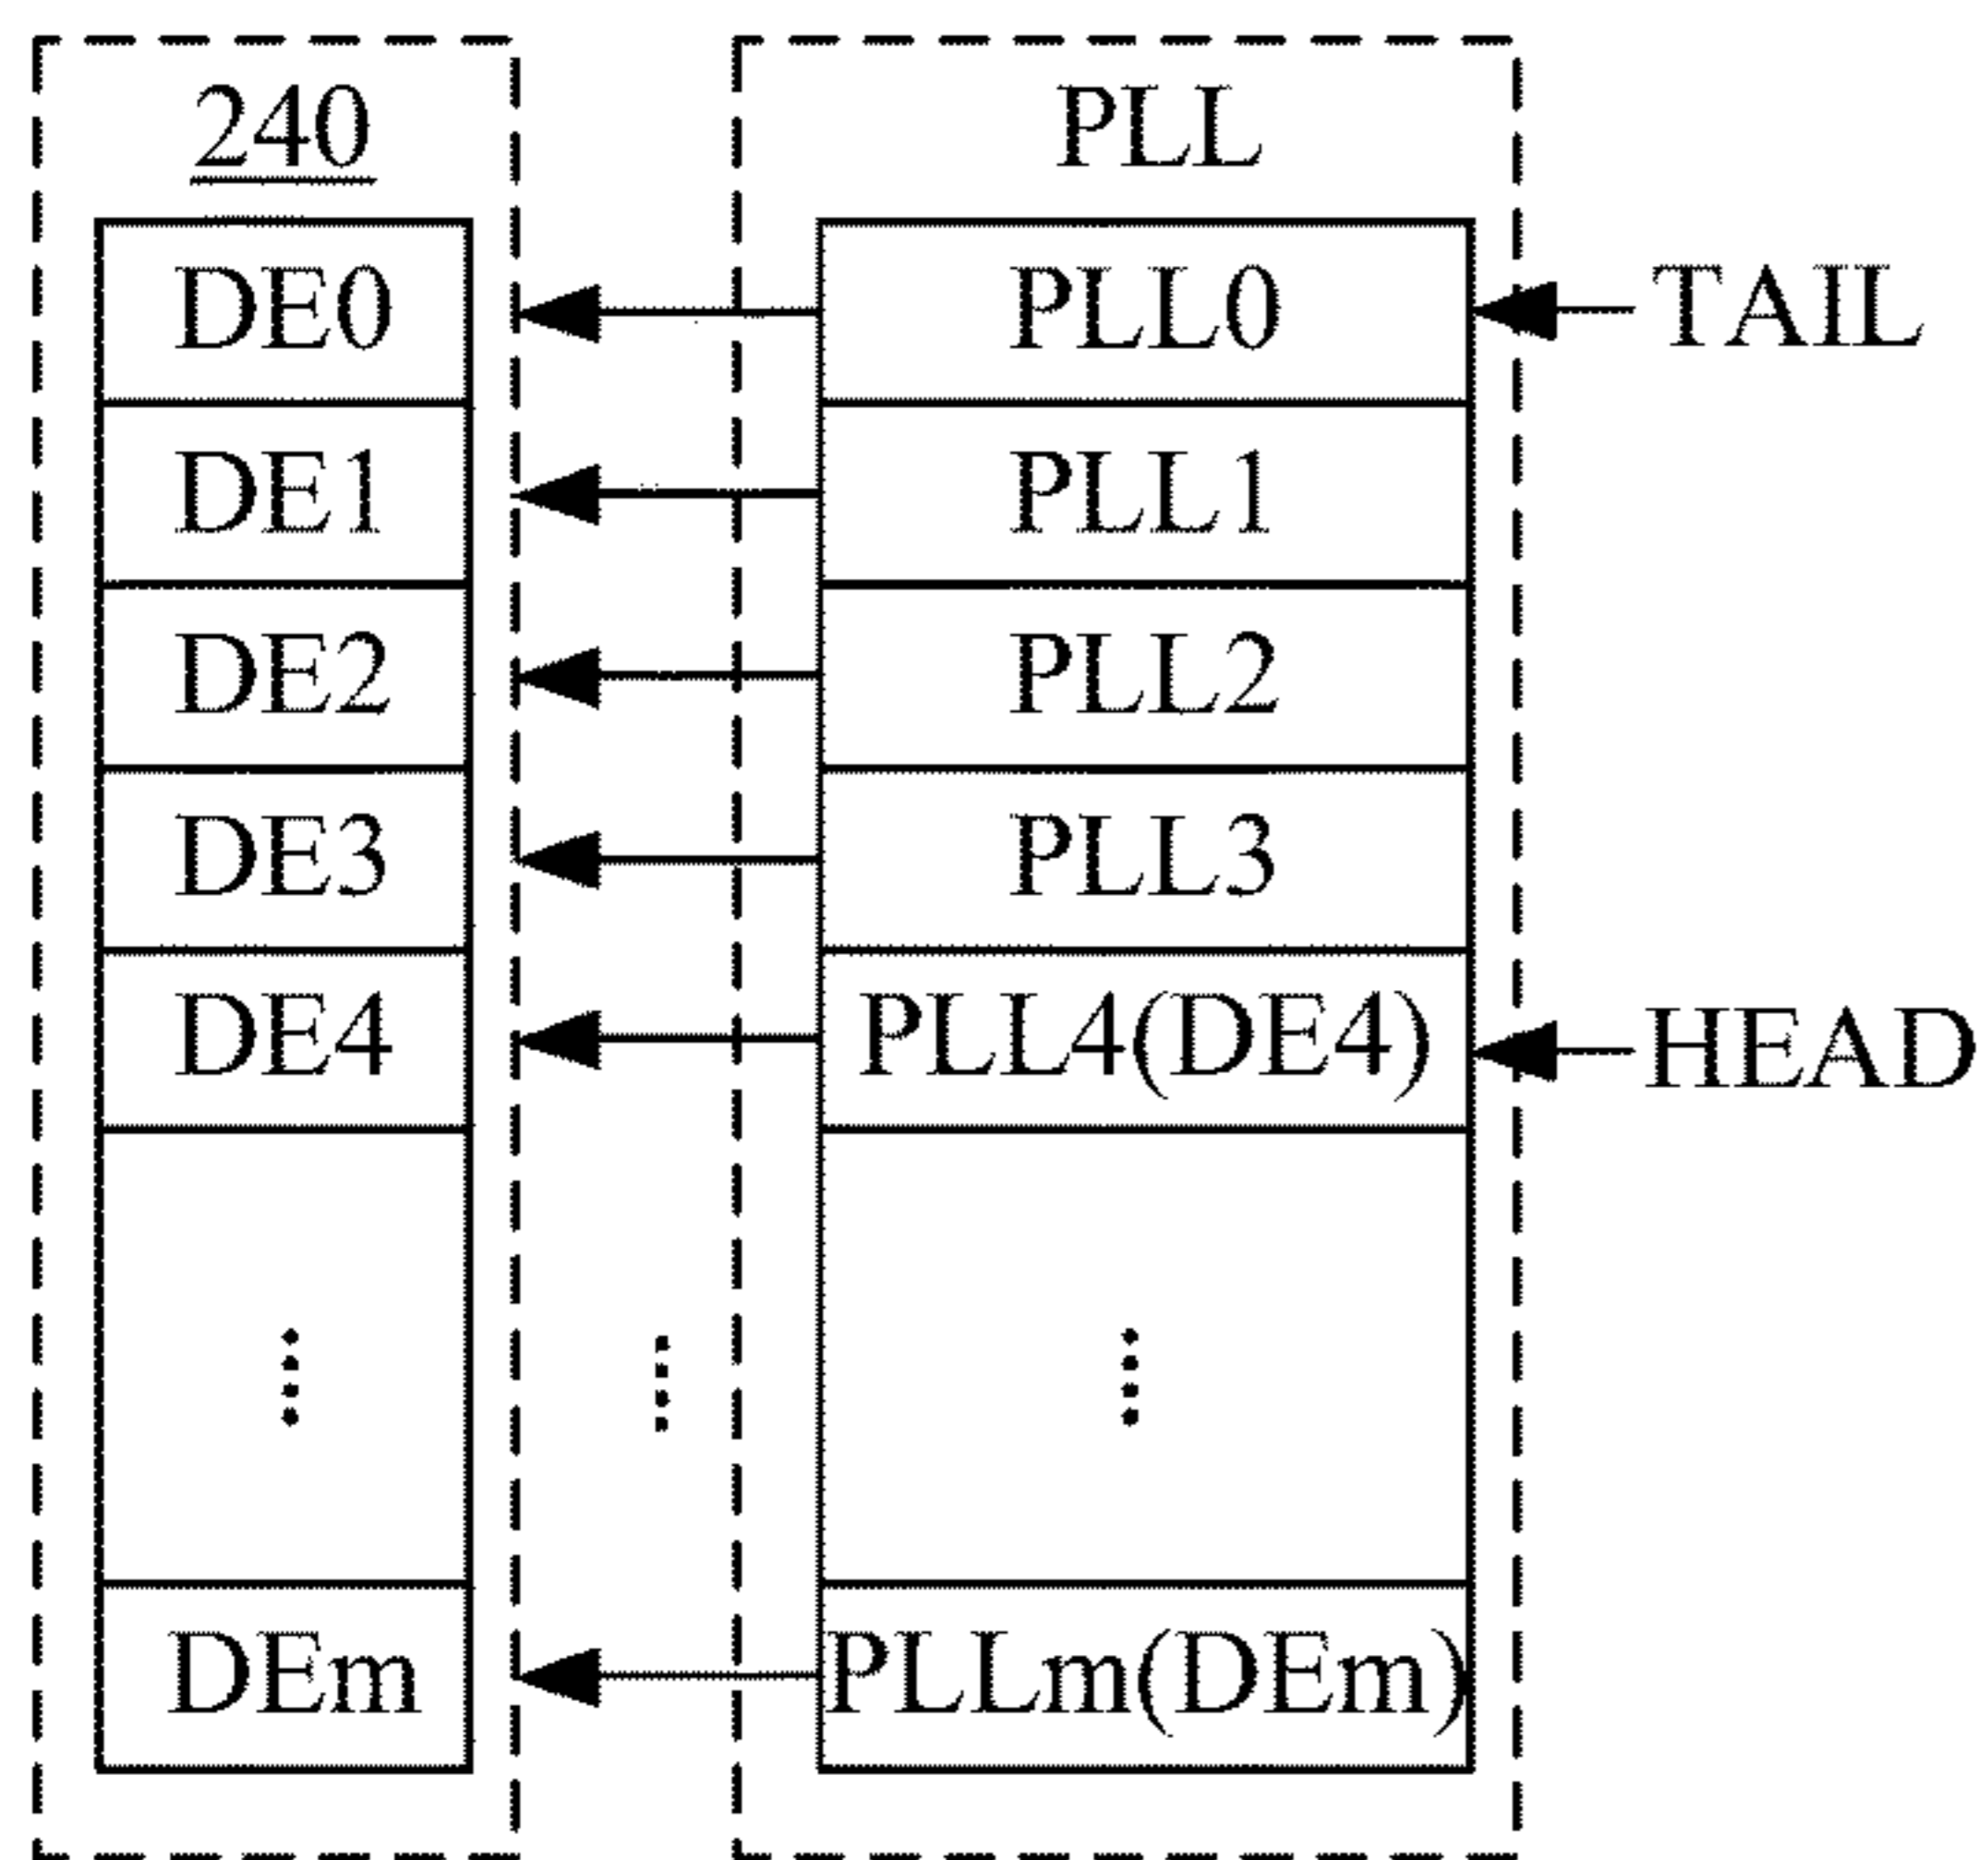 240 PLL
DE0 PLL0 TAIL
DE1 PLL1
DE2 PLL2
DE3 PLL3
DE4 PLL4(DE4) HEAD
DEm PLLm(DEm)